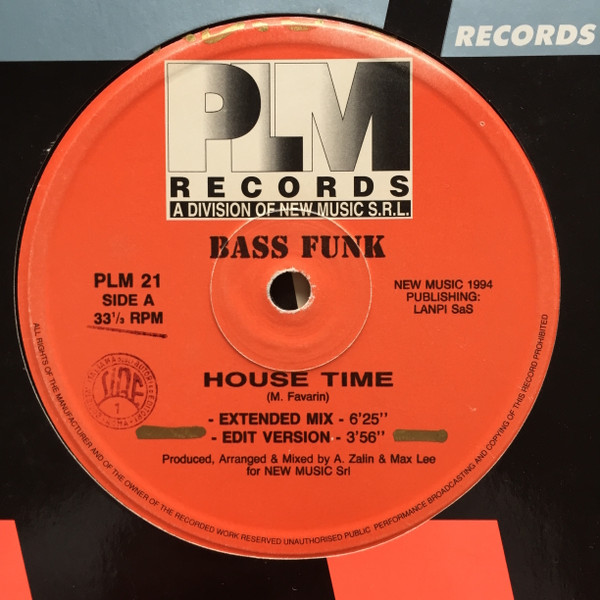 RECORDS
PLM
RECORDS
A DIVISION OF NEW MUSIC S.R.L.
BASS FUNK
PLM 21
SIDE A
33 1/3 RPM
NEW MUSIC 1994
PUBLISHING:
LANPI SaS
HOUSE TIME
(M. Favarin)
- EXTENDED MIX - 6'25''
- EDIT VERSION - 3'56''
Produced, Arranged & Mixed by A. Zalin & Max Lee
for NEW MUSIC Srl
SIAE
1
ALL RIGHTS OF THE MANUFACTURER AND OF THE OWNER OF THE RECORDED WORK RESERVED UNAUTHORISED PUBLIC PERFORMANCE BROADCASTING AND COPYING OF THIS RECORD PROHIBITED